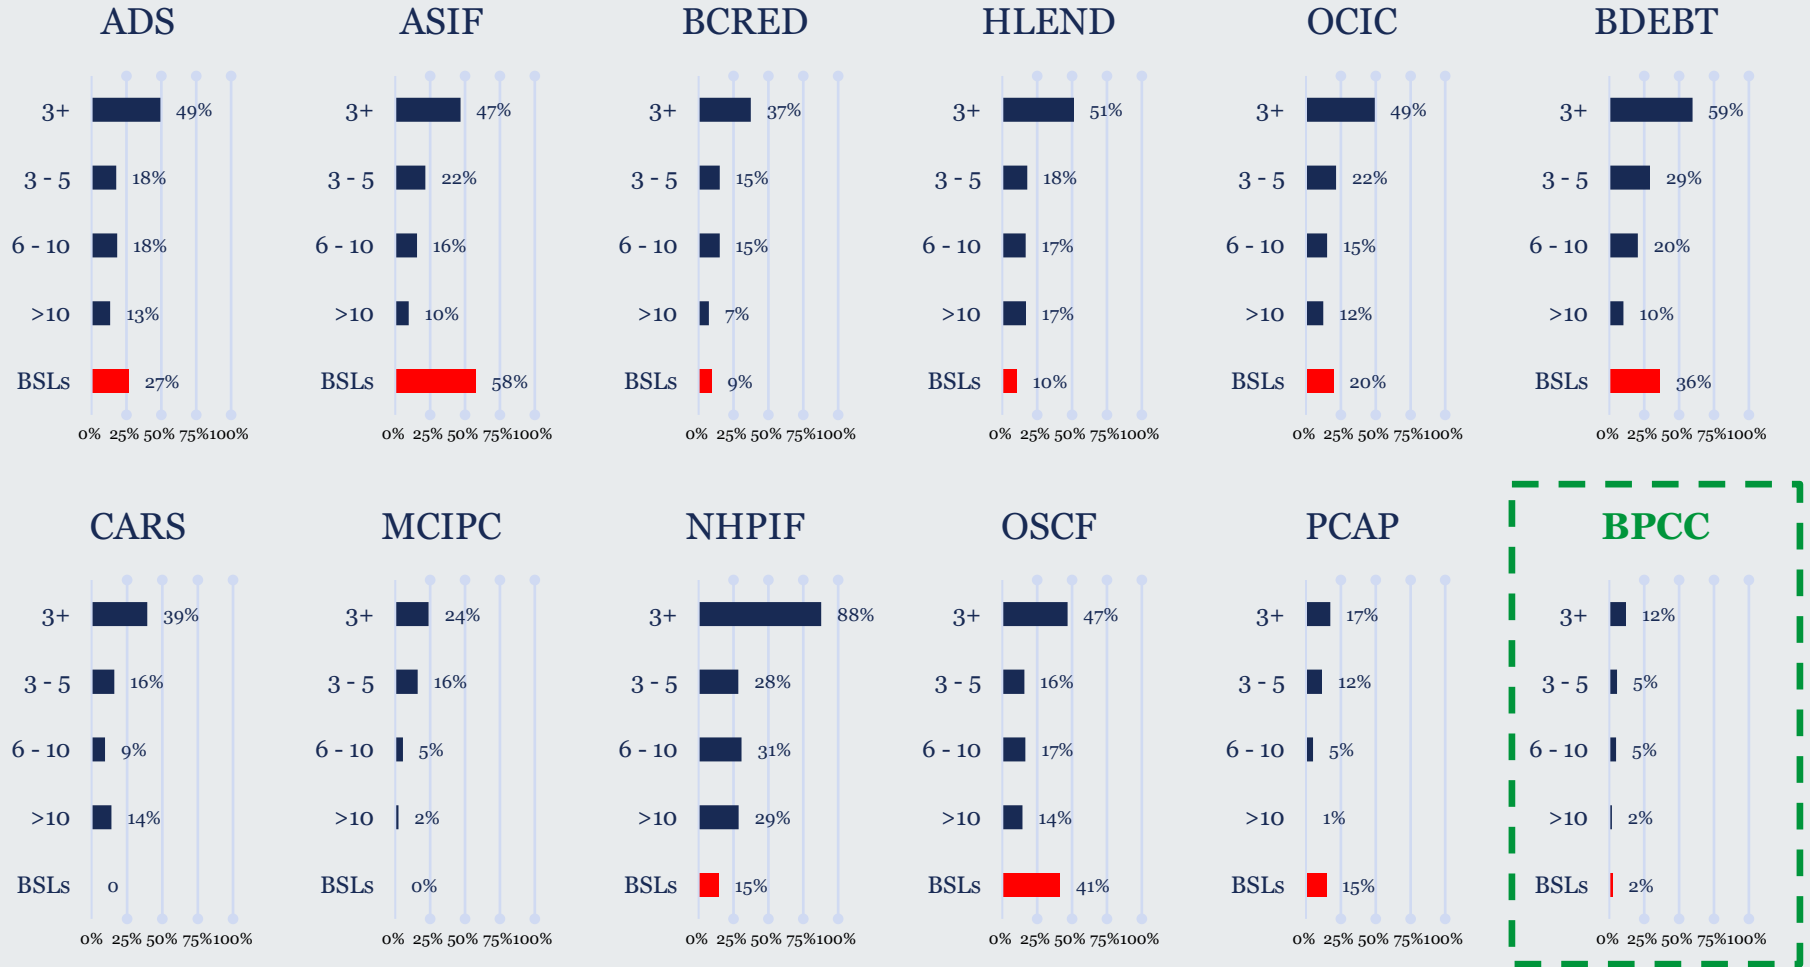 ADS
3+ 49%
3 - 5 18%
6 - 10 18%
>10 13%
BSLs 27%
0% 25% 50% 75% 100%
ASIF
3+ 47%
3 - 5 22%
6 - 10 16%
>10 10%
BSLs 58%
0% 25% 50% 75% 100%
BCRED
3+ 37%
3 - 5 15%
6 - 10 15%
>10 7%
BSLs 9%
0% 25% 50% 75% 100%
HLEND
3+ 51%
3 - 5 18%
6 - 10 17%
>10 17%
BSLs 10%
0% 25% 50% 75% 100%
OCIC
3+ 49%
3 - 5 22%
6 - 10 15%
>10 12%
BSLs 20%
0% 25% 50% 75% 100%
BDEBT
3+ 59%
3 - 5 29%
6 - 10 20%
>10 10%
BSLs 36%
0% 25% 50% 75% 100%
CARS
3+ 39%
3 - 5 16%
6 - 10 9%
>10 14%
BSLs 0
0% 25% 50% 75% 100%
MCIPC
3+ 24%
3 - 5 16%
6 - 10 5%
>10 2%
BSLs 0%
0% 25% 50% 75% 100%
NHPIF
3+ 88%
3 - 5 28%
6 - 10 31%
>10 29%
BSLs 15%
0% 25% 50% 75% 100%
OSCF
3+ 47%
3 - 5 16%
6 - 10 17%
>10 14%
BSLs 41%
0% 25% 50% 75% 100%
PCAP
3+ 17%
3 - 5 12%
6 - 10 5%
>10 1%
BSLs 15%
0% 25% 50% 75% 100%
BPCC
3+ 12%
3 - 5 5%
6 - 10 5%
>10 2%
BSLs 2%
0% 25% 50% 75% 100%